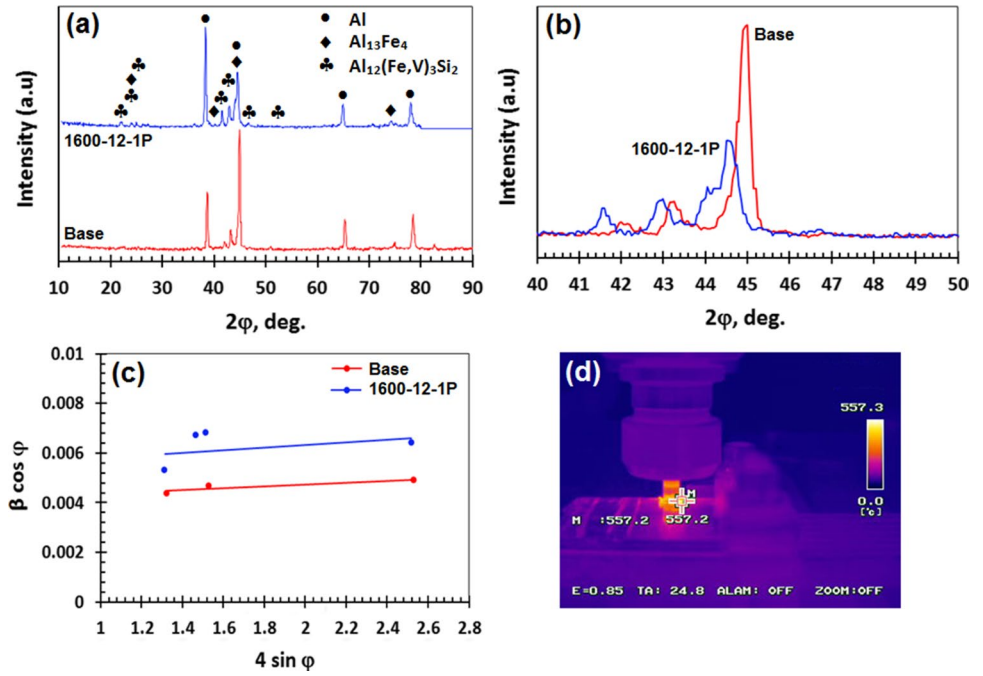 (a)
Al
Al13Fe4
Al12(Fe,V)3Si2
Intensity (a.u)
1600-12-1P
Base
10 20 30 40 50 60 70 80 90
2φ, deg.
(b)
Base
1600-12-1P
Intensity (a.u)
40 41 42 43 44 45 46 47 48 49 50
2φ, deg.
(c)
Base
1600-12-1P
0.01
0.008
0.006
0.004
0.002
0
β cos φ
1 1.2 1.4 1.6 1.8 2 2.2 2.4 2.6 2.8
4 sin φ
(d)
557.3
0.0
[°c]
M
M :557.2 557.2
E=0.85 TA: 24.8 ALAM: OFF ZOOM:OFF